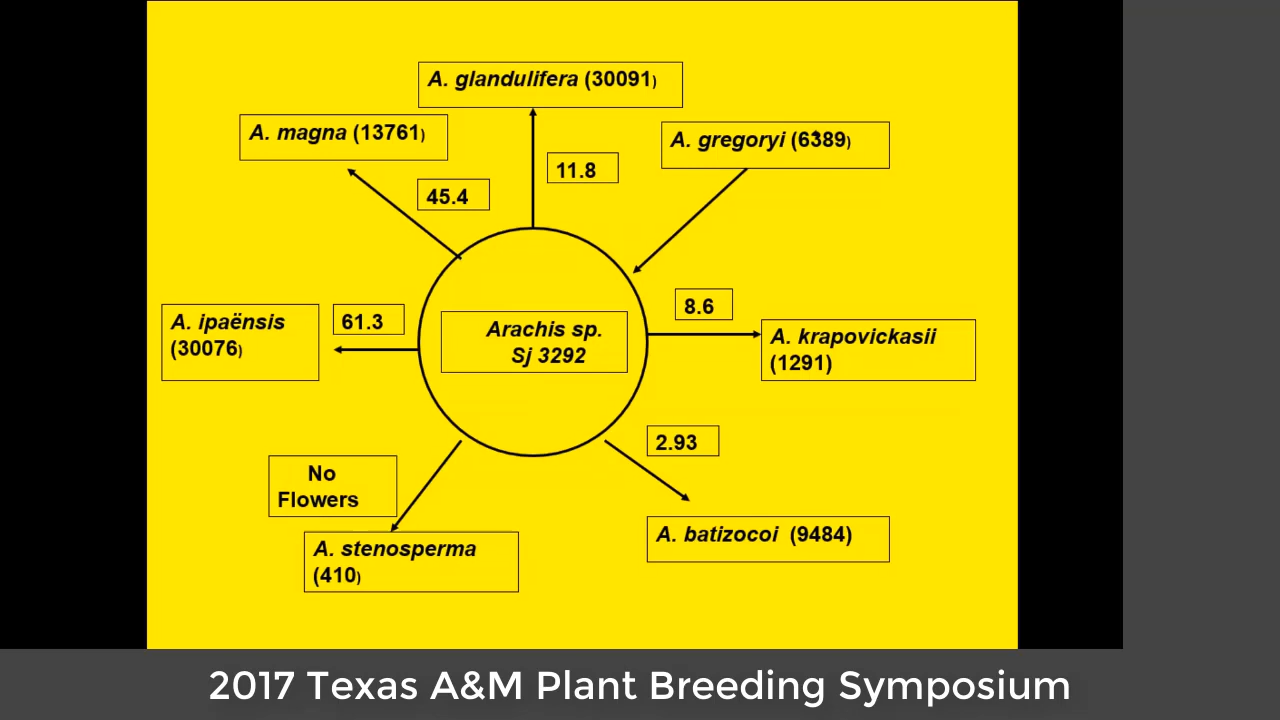 A. glandulifera (30091)
A. magna (13761)
A. gregoryi (6389)
11.8
45.4
8.6
A. ipaënsis
(30076)
61.3
Arachis sp.
Sj 3292
A. krapovickasii
(1291)
2.93
No
Flowers
A. batizocoi (9484)
A. stenosperma
(410)
2017 Texas A&M Plant Breeding Symposium